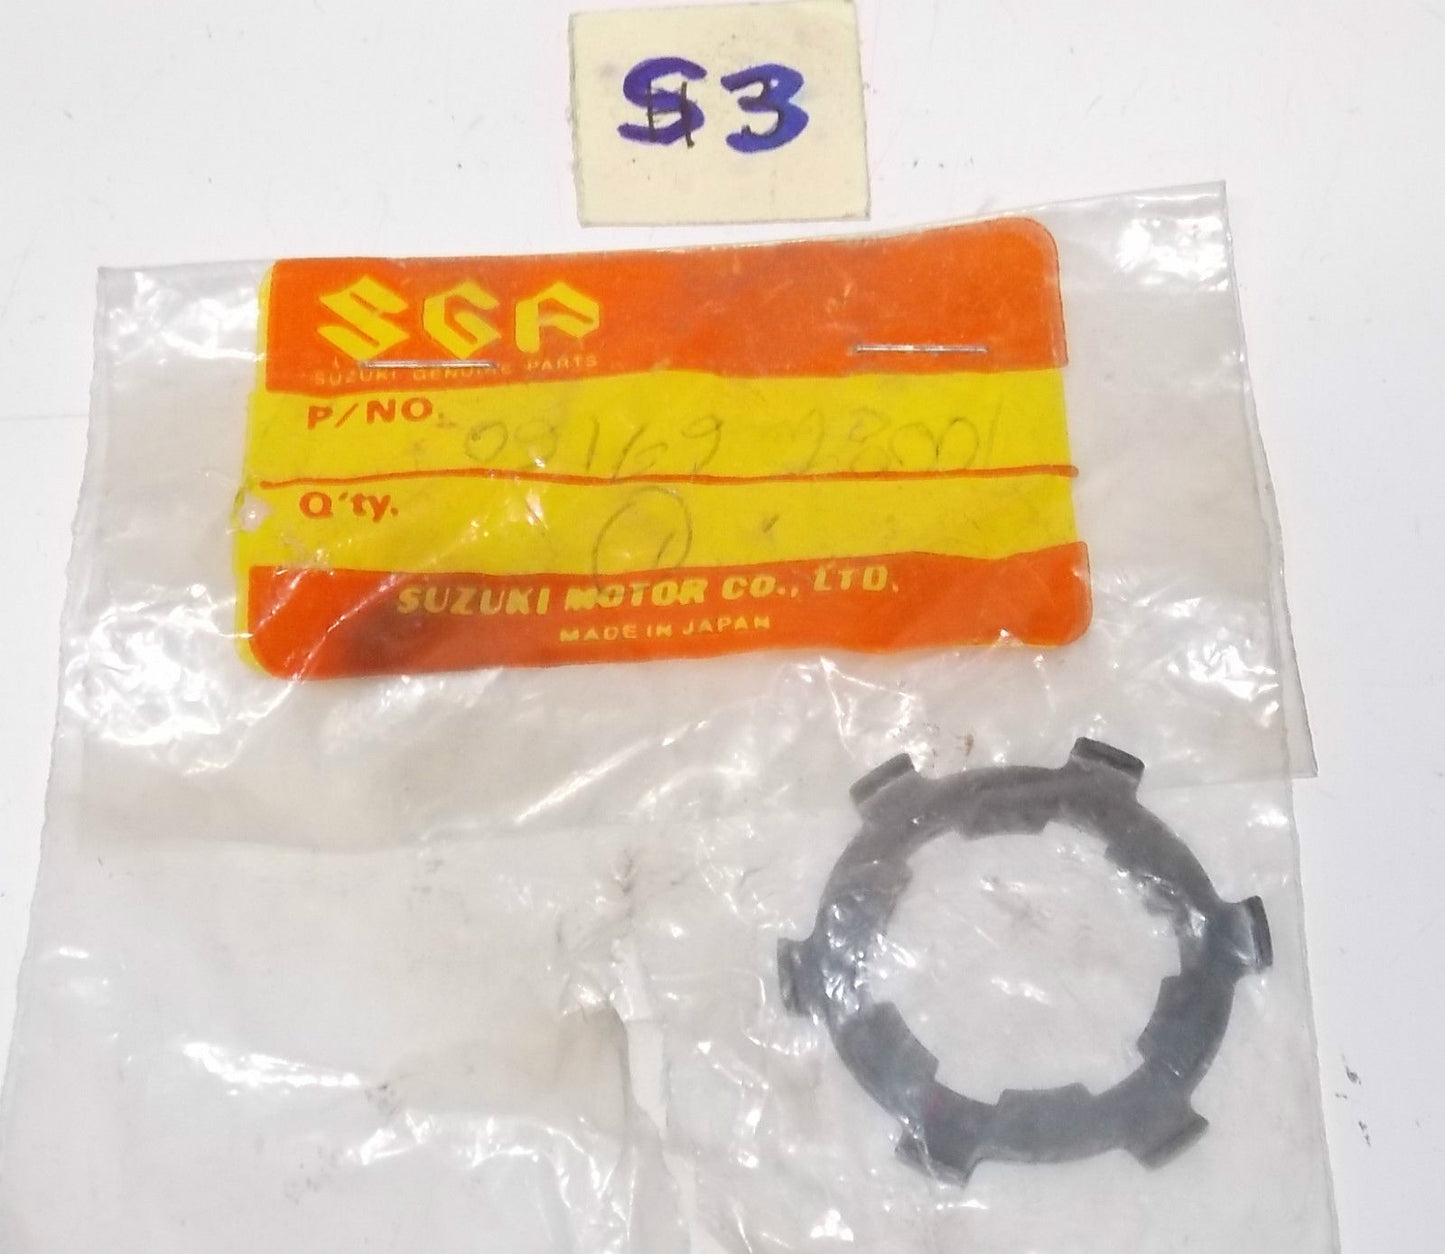 S3
SGP
SUZUKI GENUINE PARTS
P/NO. 09169 28001
Q'ty. 1
SUZUKI MOTOR CO., LTD.
MADE IN JAPAN